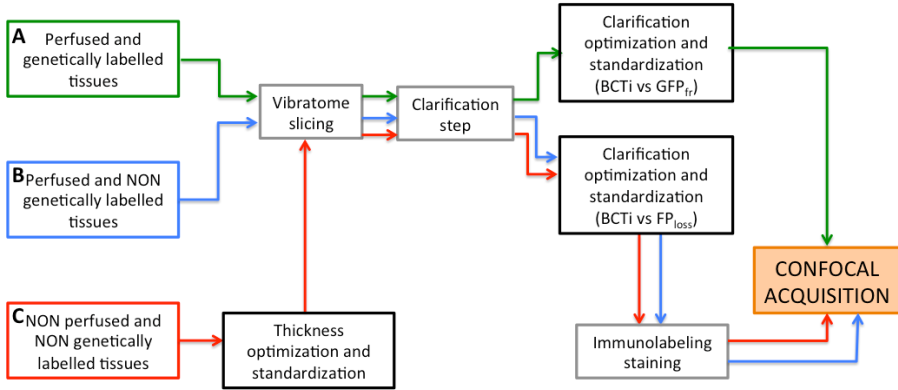 A
Perfused and
genetically labelled
tissues
B Perfused and NON
genetically labelled
tissues
C NON perfused and
NON genetically
labelled tissues
Thickness
optimization and
standardization
Vibratome
slicing
Clarification
step
Clarification
optimization and
standardization
(BCTi vs GFPfr)
Clarification
optimization and
standardization
(BCTi vs FPloss)
Immunolabeling
staining
CONFOCAL
ACQUISITION